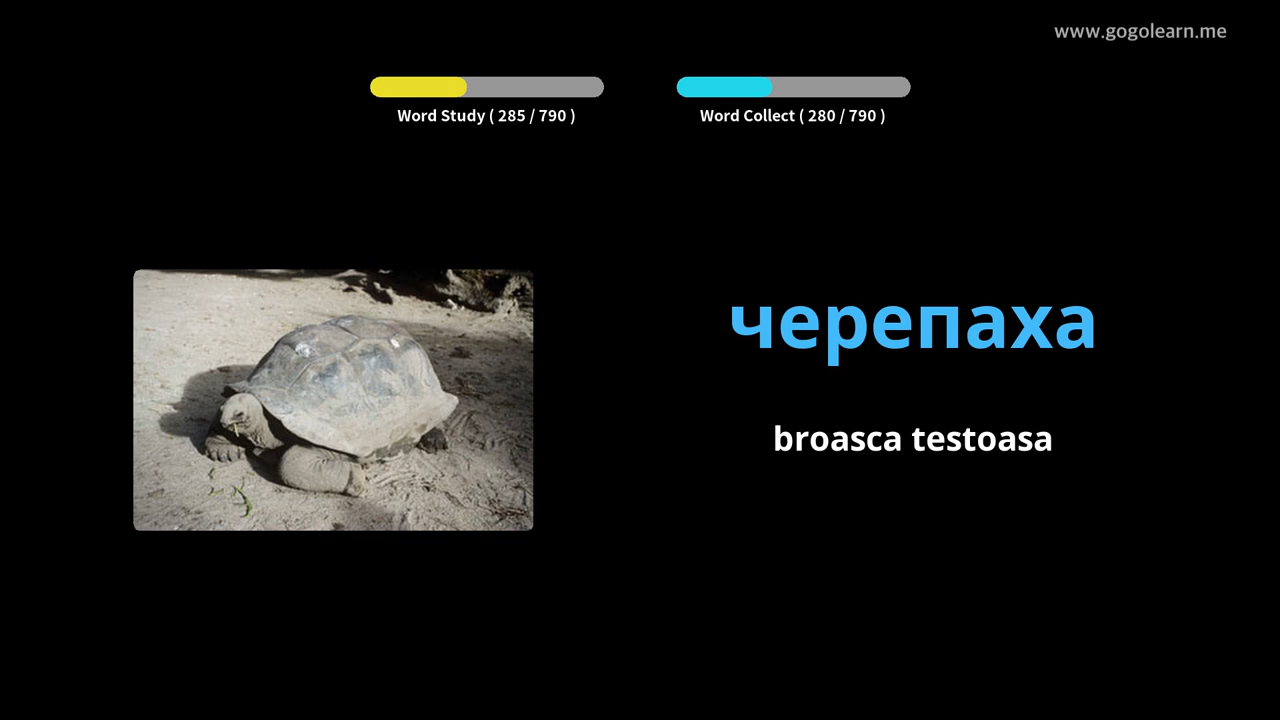 www.gogolearn.me
Word Study ( 285 / 790 )
Word Collect ( 280 / 790 )
черепаха
broasca testoasa